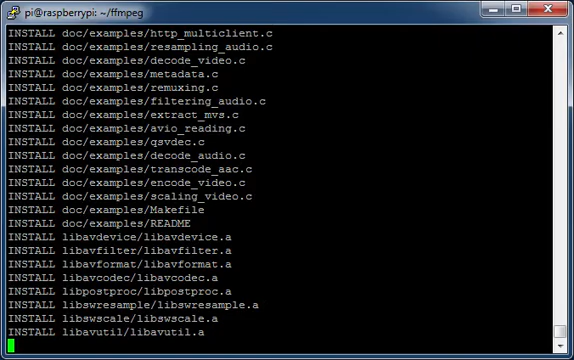 pi@raspberrypi: ~/ffmpeg
INSTALL doc/examples/http_multiclient.c
INSTALL doc/examples/resampling_audio.c
INSTALL doc/examples/decode_video.c
INSTALL doc/examples/metadata.c
INSTALL doc/examples/remuxing.c
INSTALL doc/examples/filtering_audio.c
INSTALL doc/examples/extract_mvs.c
INSTALL doc/examples/avio_reading.c
INSTALL doc/examples/qsvdec.c
INSTALL doc/examples/decode_audio.c
INSTALL doc/examples/transcode_aac.c
INSTALL doc/examples/encode_video.c
INSTALL doc/examples/scaling_video.c
INSTALL doc/examples/Makefile
INSTALL doc/examples/README
INSTALL libavdevice/libavdevice.a
INSTALL libavfilter/libavfilter.a
INSTALL libavformat/libavformat.a
INSTALL libavcodec/libavcodec.a
INSTALL libpostproc/libpostproc.a
INSTALL libswresample/libswresample.a
INSTALL libswscale/libswscale.a
INSTALL libavutil/libavutil.a